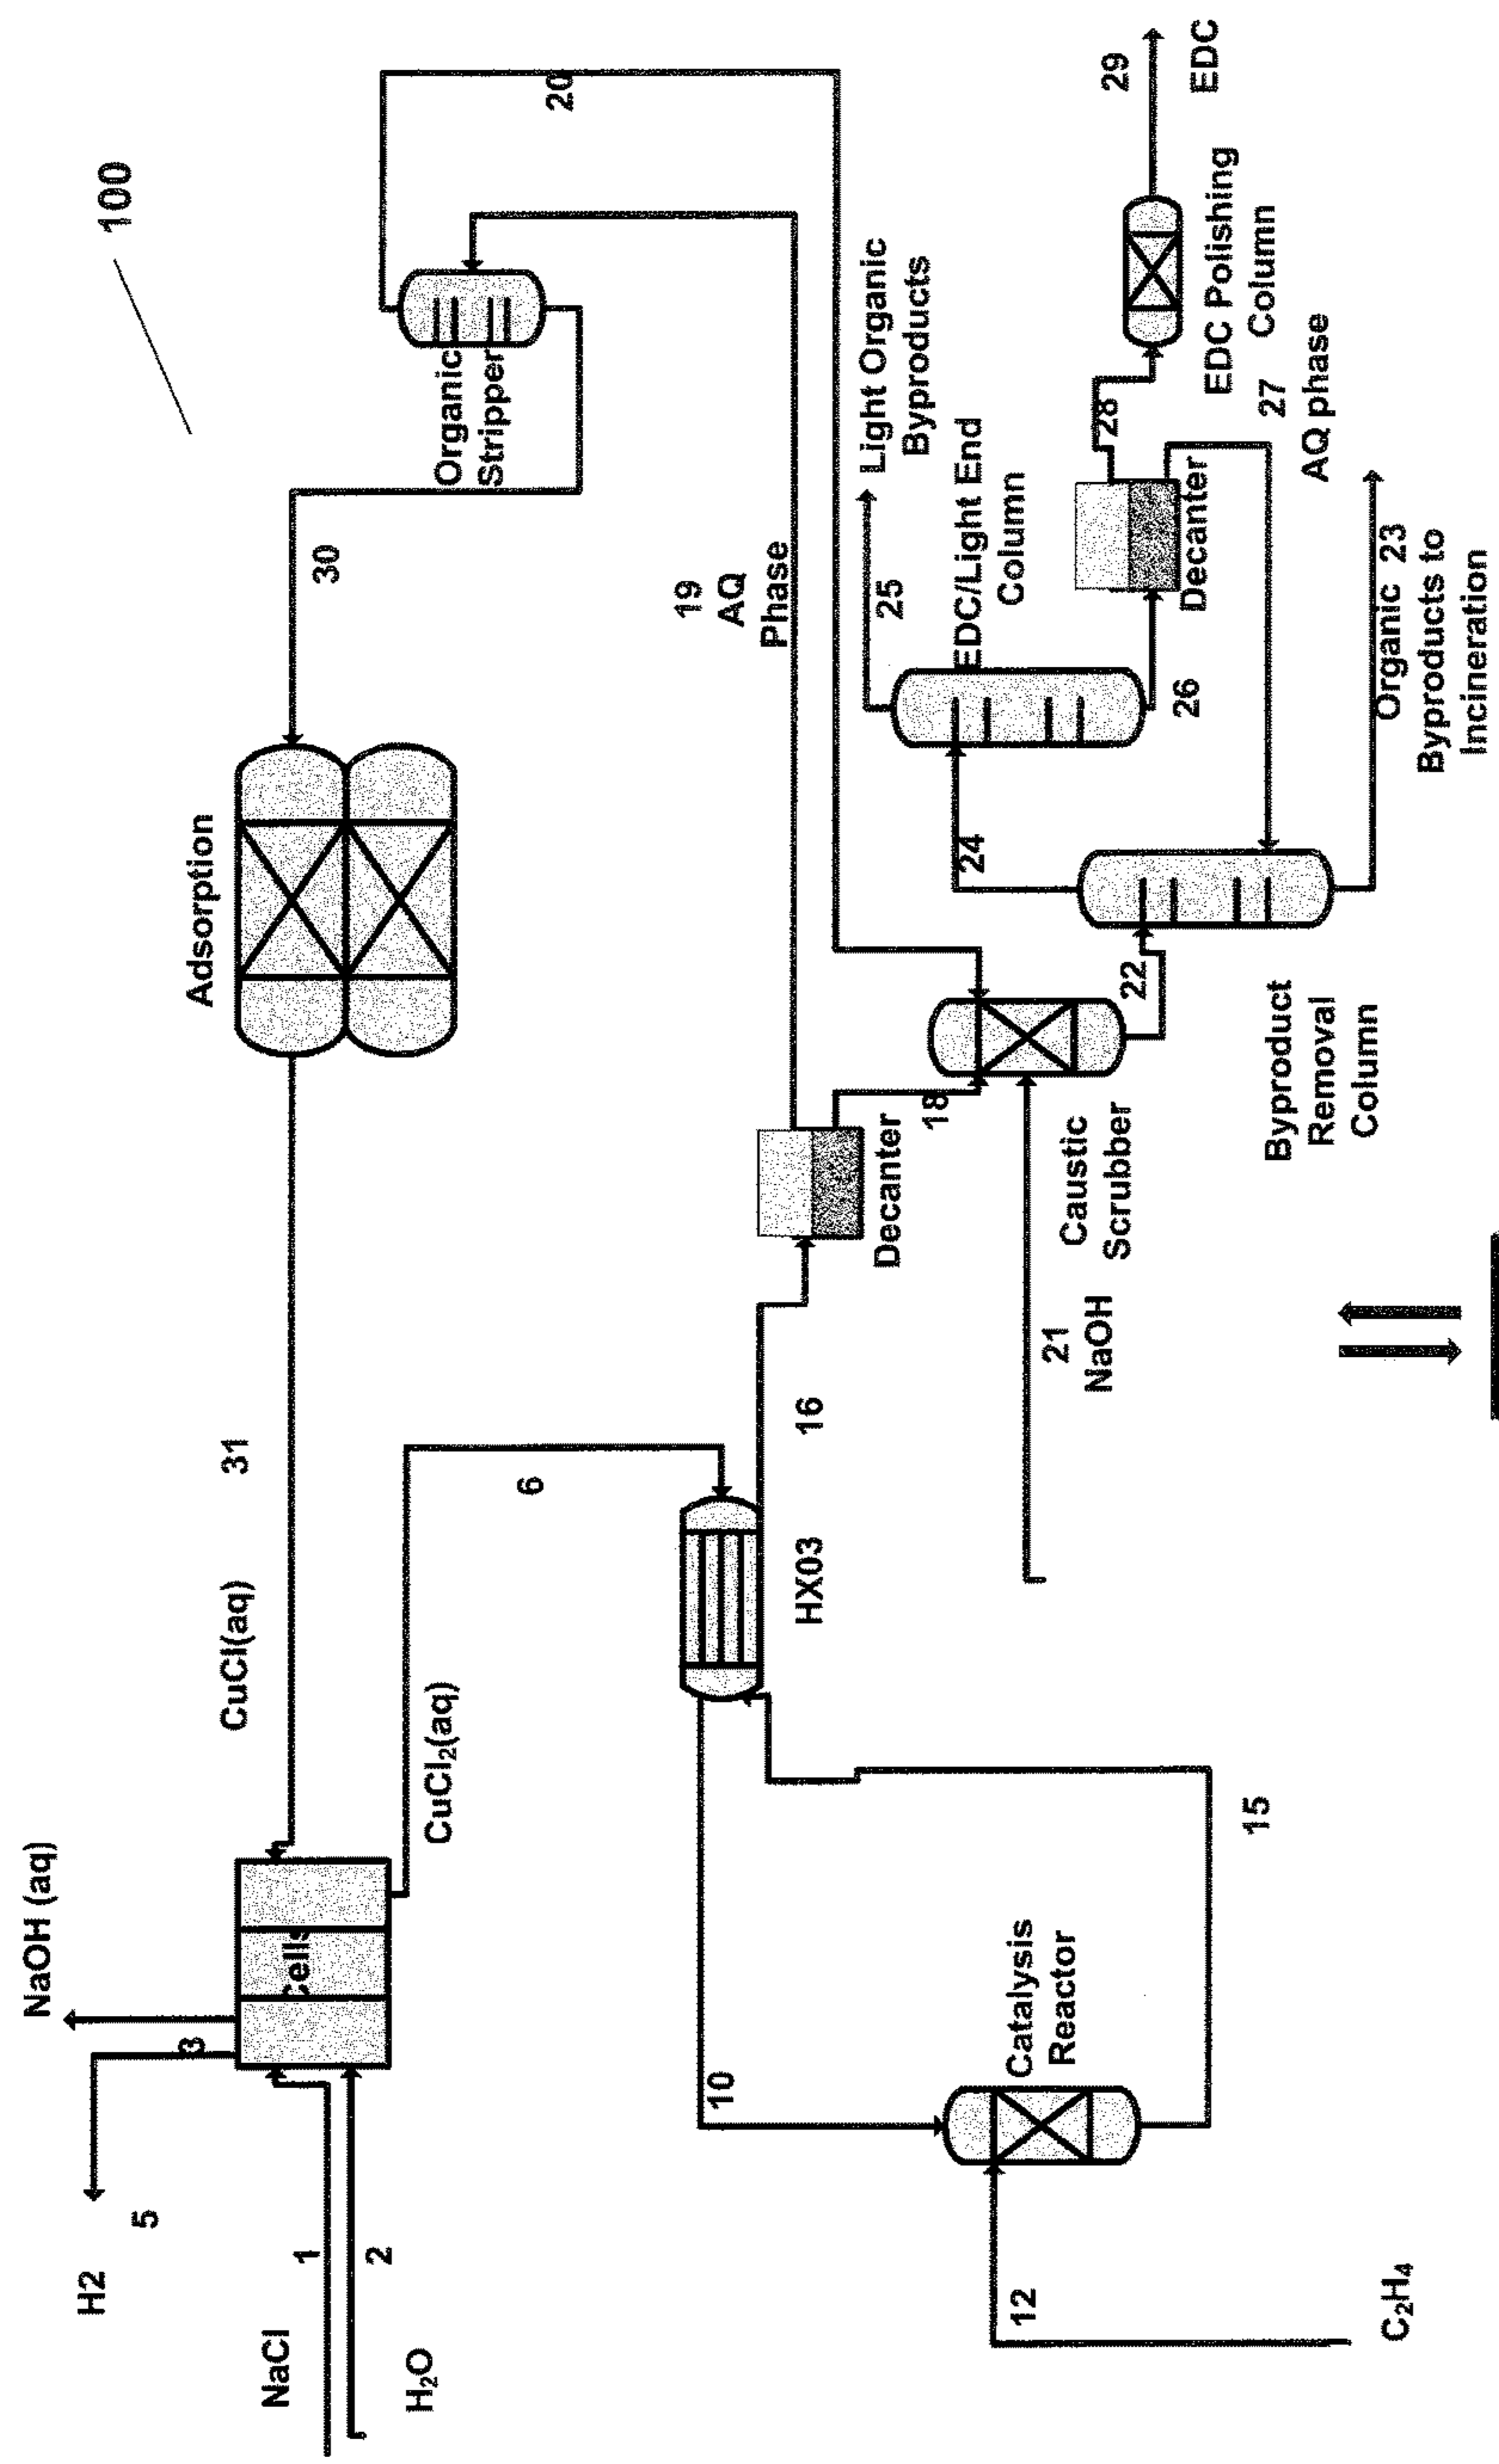 NaOH (aq)
H2
5
3
100
NaCl
1
2
H₂O
Cells
CuCl(aq)
31
Adsorption
30
CuCl₂(aq)
6
Organic
Stripper
20
19
AQ
Phase
10
HX03
16
Decanter
Light Organic
Byproducts
25
EDC/Light End
Column
12
Catalysis
Reactor
18
24
21
NaOH
Caustic
Scrubber
22
26
Decanter
28
29
EDC
EDC Polishing
Column
27
AQ phase
15
Byproduct
Removal
Column
Organic 23
Byproducts to
Incineration
C₂H₄